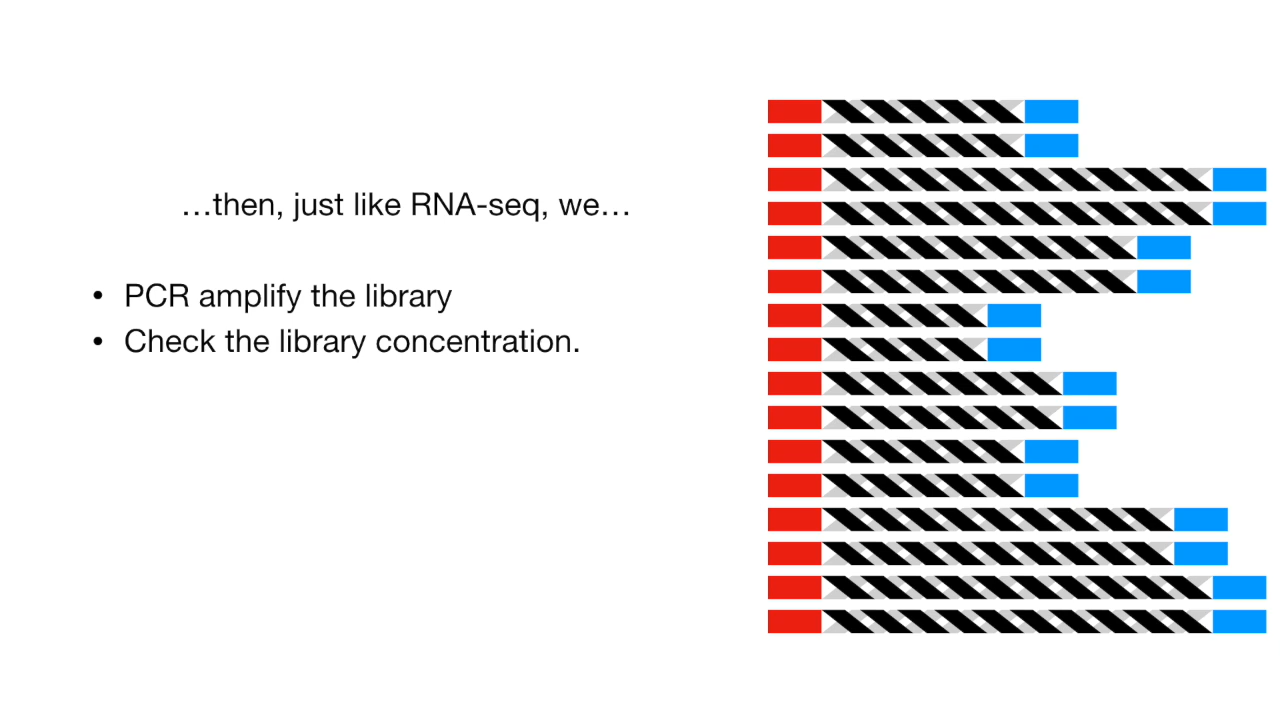 …then, just like RNA-seq, we…
• PCR amplify the library
• Check the library concentration.